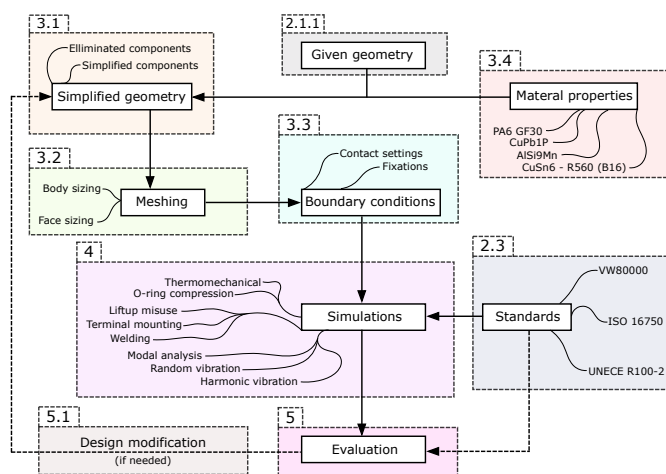 3.1
Elliminated components
Simplified components
Simplified geometry
2.1.1
Given geometry
3.4
Materal properties
PA6 GF30
CuPb1P
AlSi9Mn
CuSn6 - R560 (B16)
3.2
Body sizing
Meshing
Face sizing
3.3
Contact settings
Fixations
Boundary conditions
4
Thermomechanical
O-ring compression
Liftup misuse
Terminal mounting
Welding
Modal analysis
Random vibration
Harmonic vibration
Simulations
2.3
VW80000
Standards
ISO 16750
UNECE R100-2
5.1
Design modification
(if needed)
5
Evaluation